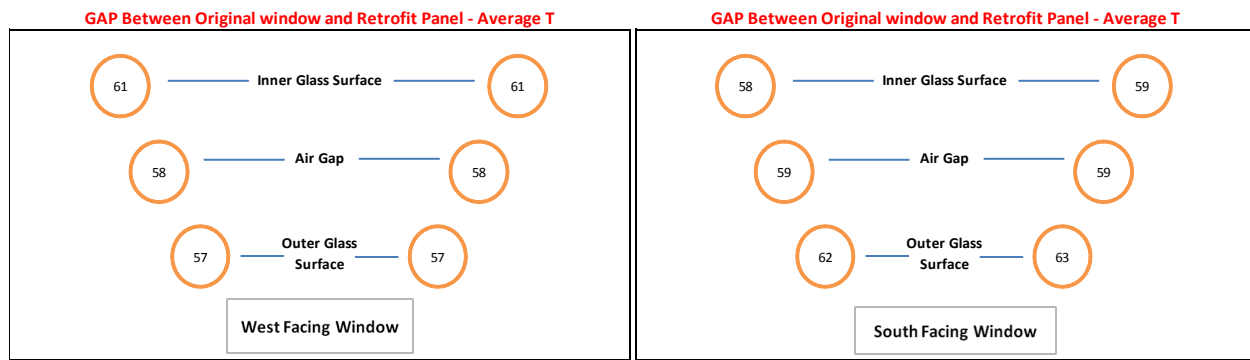 GAP Between Original window and Retrofit Panel - Average T
61 Inner Glass Surface 61
58 Air Gap 58
57 Outer Glass 57
Surface
West Facing Window
GAP Between Original window and Retrofit Panel - Average T
58 Inner Glass Surface 59
59 Air Gap 59
62 Outer Glass 63
Surface
South Facing Window